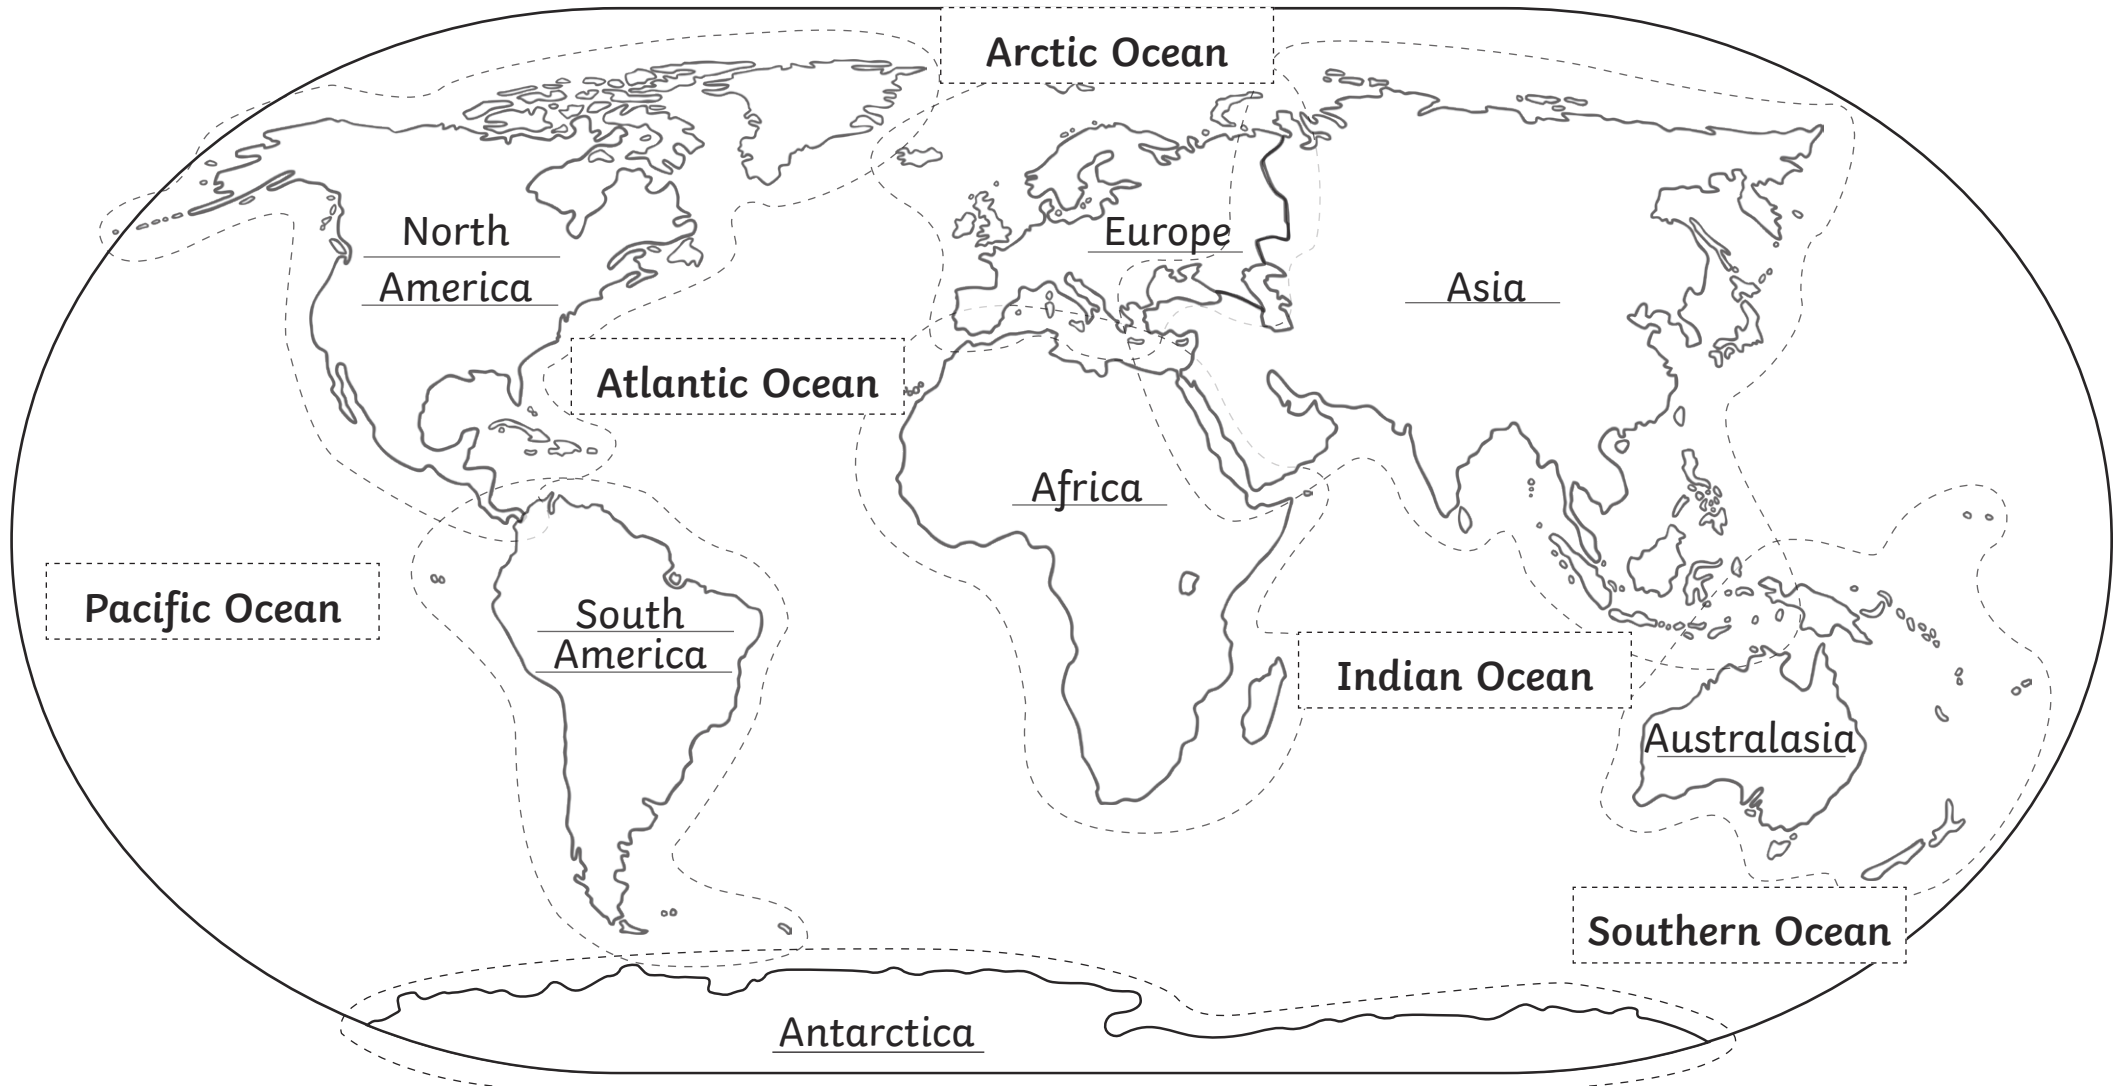 Arctic Ocean
North
America
Europe
Asia
Atlantic Ocean
Africa
Pacific Ocean
South
America
Indian Ocean
Australasia
Southern Ocean
Antarctica